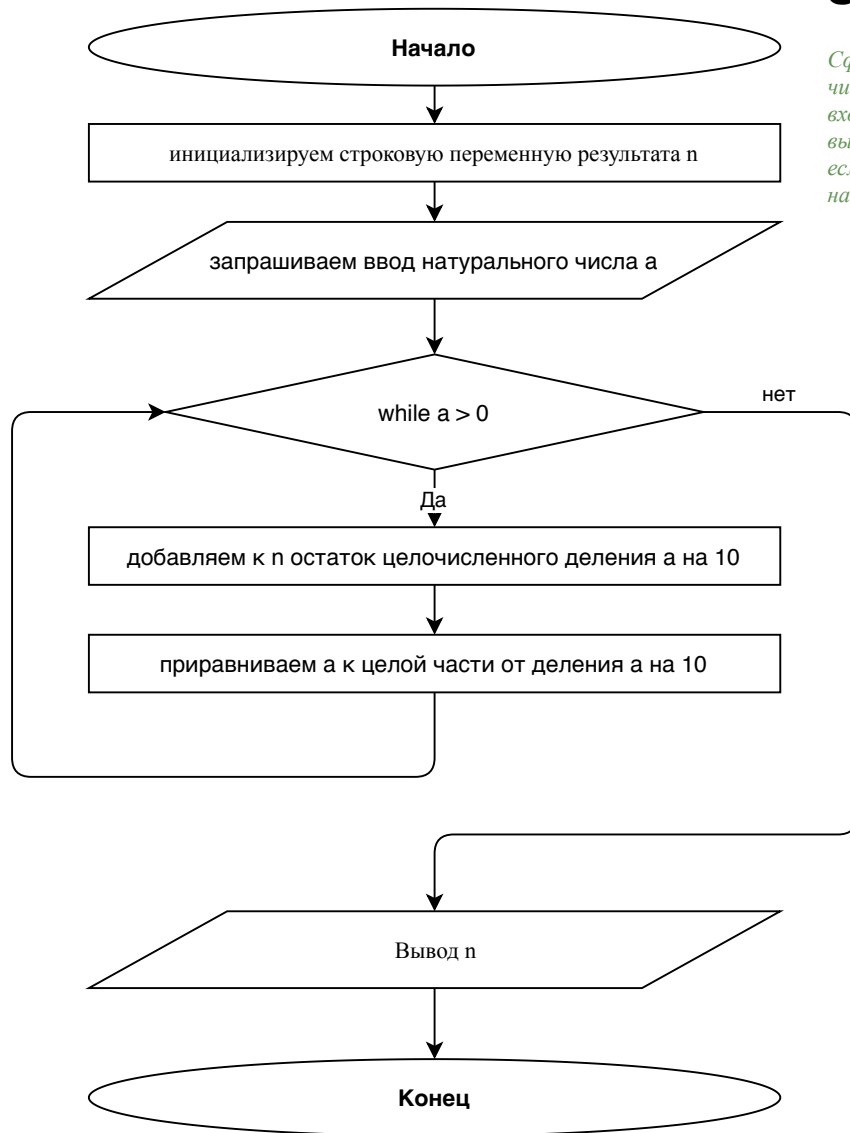 Начало
инициализируем строковую переменную результата n
запрашиваем ввод натурального числа a
while a > 0
нет
Да
добавляем к n остаток целочисленного деления а на 10
приравниваем а к целой части от деления а на 10
Вывод n
Конец